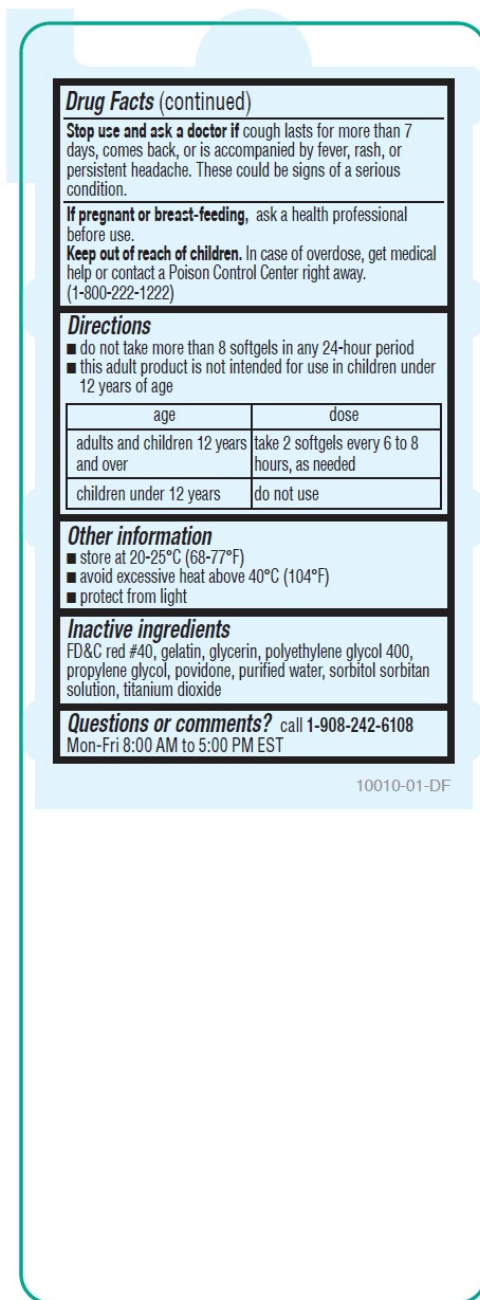 Drug Facts (continued)
Stop use and ask a doctor if cough lasts for more than 7
days, comes back, or is accompanied by fever, rash, or
persistent headache. These could be signs of a serious
condition.
If pregnant or breast-feeding, ask a health professional
before use.
Keep out of reach of children. In case of overdose, get medical
help or contact a Poison Control Center right away.
(1-800-222-1222)
Directions
■ do not take more than 8 softgels in any 24-hour period
■ this adult product is not intended for use in children under
12 years of age
age dose
adults and children 12 years take 2 softgels every 6 to 8
and over hours, as needed
children under 12 years do not use
Other information
■ store at 20-25°C (68-77°F)
■ avoid excessive heat above 40°C (104°F)
■ protect from light
Inactive ingredients
FD&C red #40, gelatin, glycerin, polyethylene glycol 400,
propylene glycol, povidone, purified water, sorbitol sorbitan
solution, titanium dioxide
Questions or comments? call 1-908-242-6108
Mon-Fri 8:00 AM to 5:00 PM EST
10010-01-DF